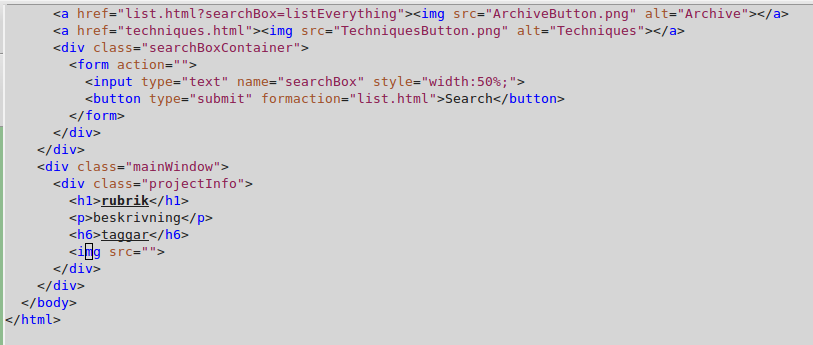 <a href="list.html?searchBox=listEverything"><img src="ArchiveButton.png" alt="Archive"></a>
<a href="techniques.html"><img src="TechniquesButton.png" alt="Techniques"></a>
<div class="searchBoxContainer">
<form action="">
<input type="text" name="searchBox" style="width:50%;">
<button type="submit" formaction="list.html">Search</button>
</form>
</div>
</div>
<div class="mainWindow">
<div class="projectInfo">
<h1>rubrik</h1>
<p>beskrivning</p>
<h6>taggar</h6>
<img src="">
</div>
</div>
</body>
</html>